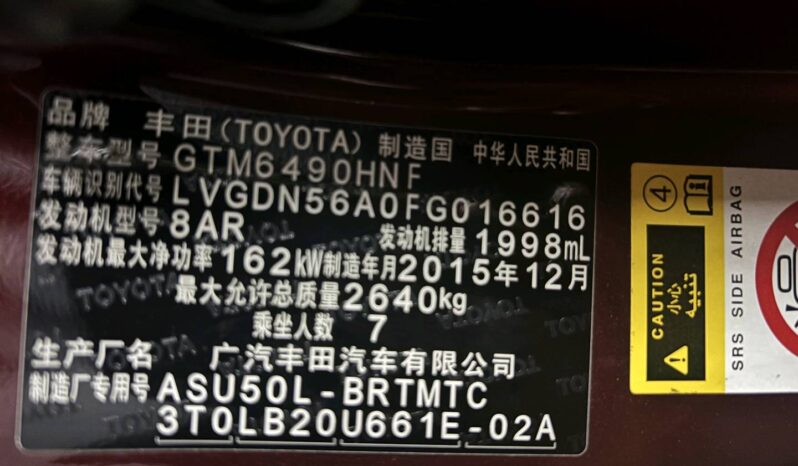 品牌 丰田(TOYOTA) 制造国 中华人民共和国
整车型号 GTM6490HNF
车辆识别代号 LVGDN56A0FG016616
发动机型号 8AR 发动机排量 1998mL
发动机最大净功率 162kW 制造年月 2015年12月
最大允许总质量 2640kg
乘坐人数 7
生产厂名 广汽丰田汽车有限公司
制造厂专用号 ASU50L-BRTMTC
3T0LB20U661E-02A
4
CAUTION
小心
تنبيه
SRS SIDE AIRBAG